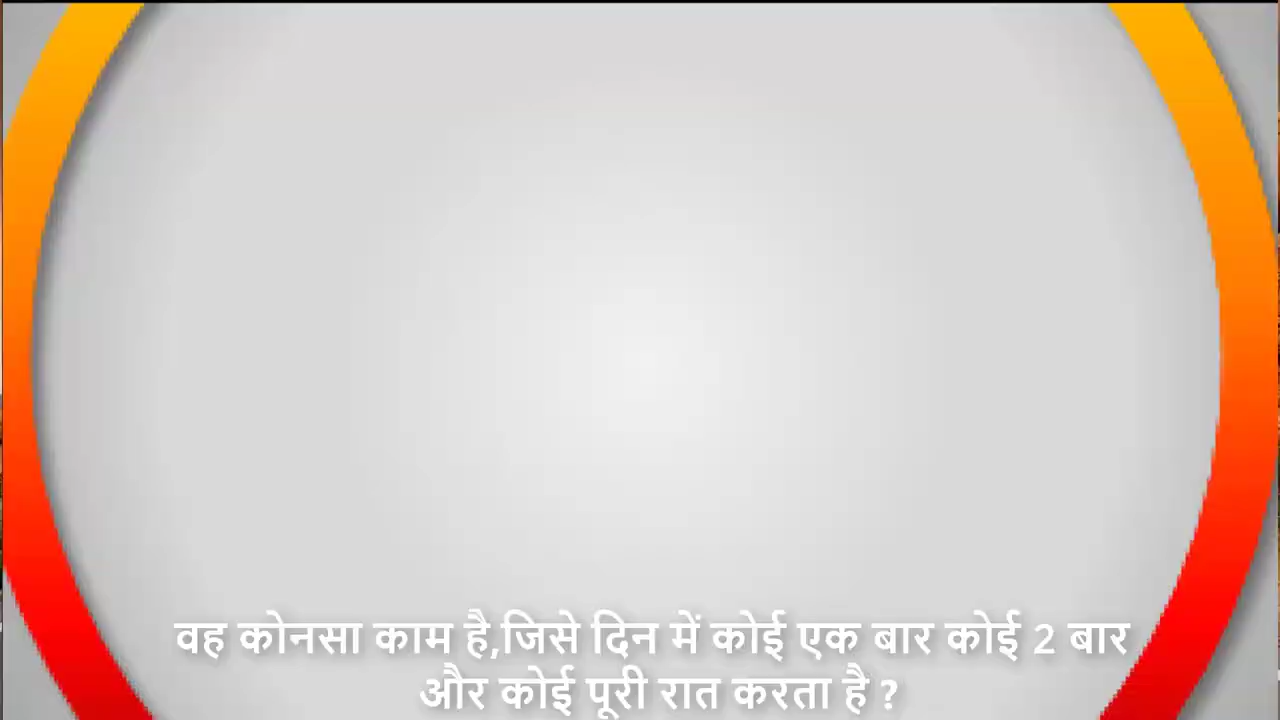 वह कोनसा काम है,जिसे दिन में कोई एक बार कोई 2 बार
और कोई पूरी रात करता है ?